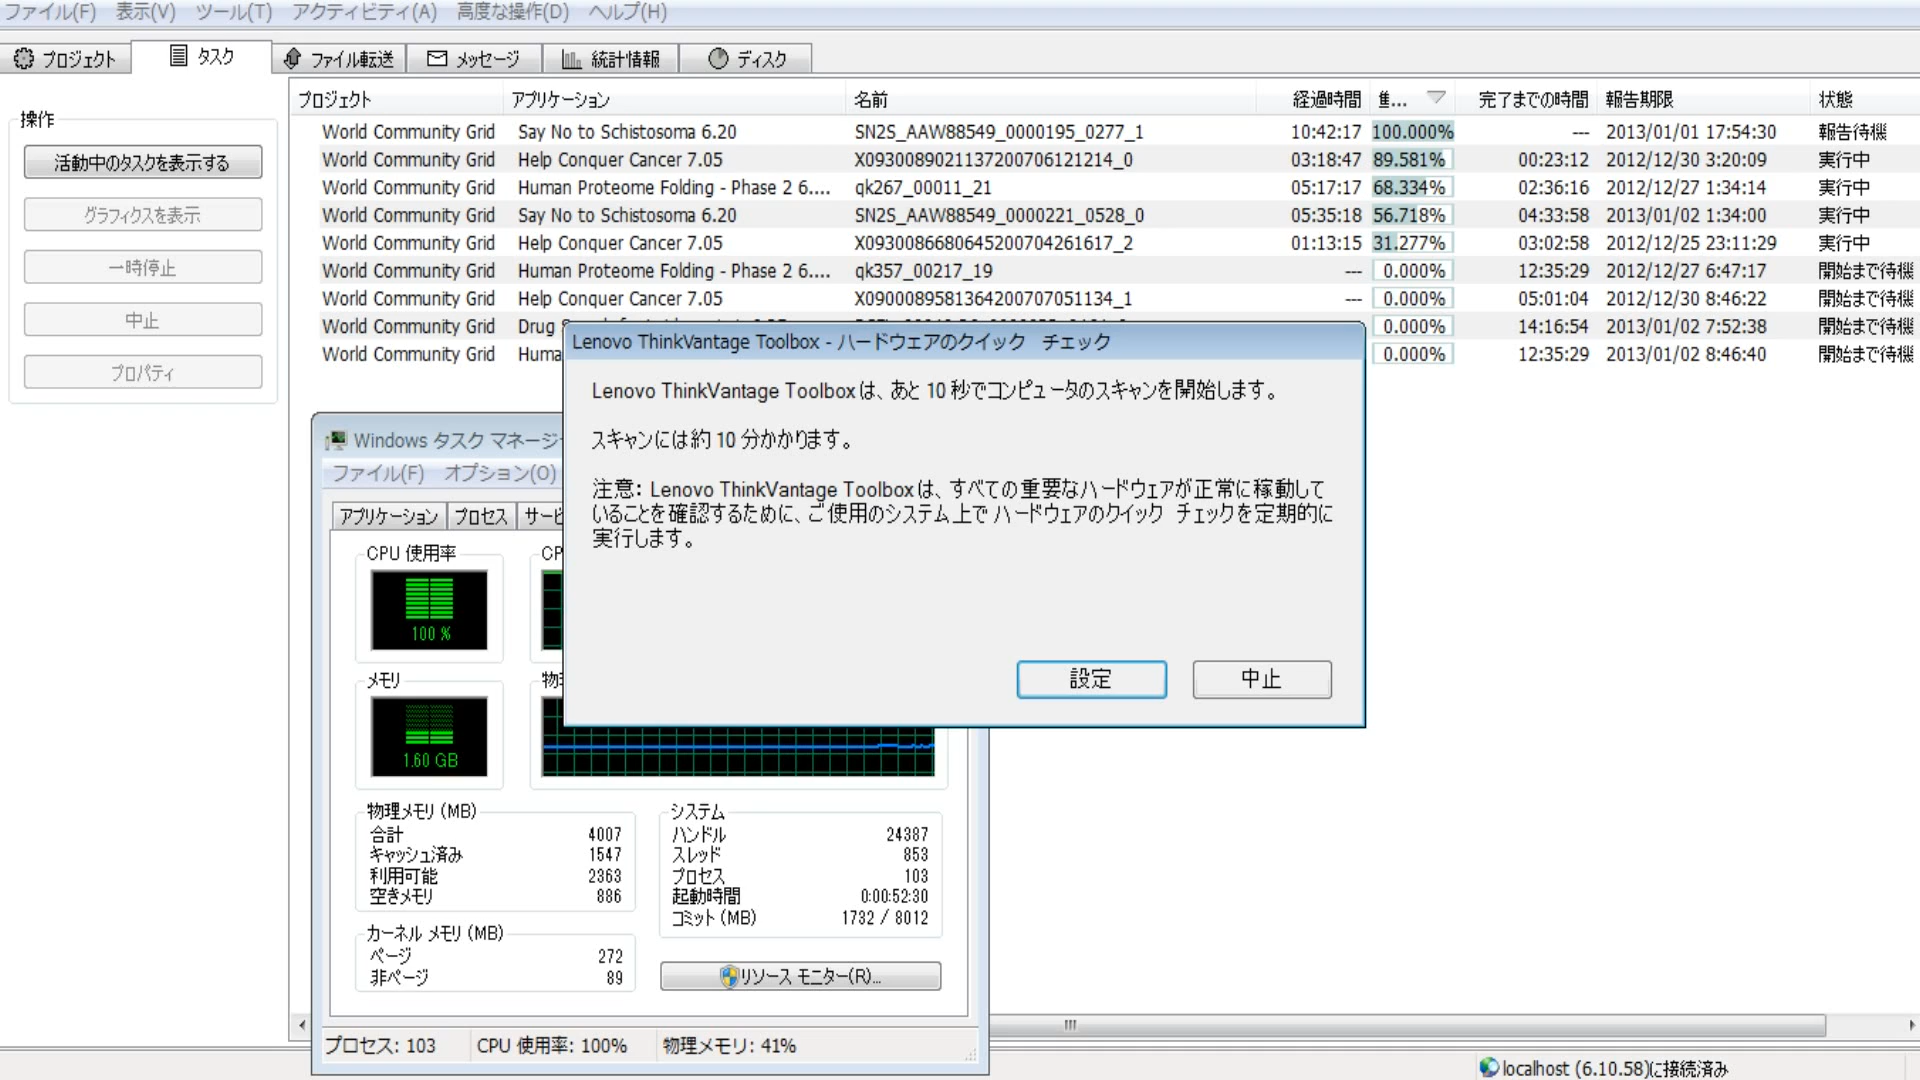 ファイル(F) 表示(V) ツール(T) アクティビティ(A) 高度な操作(D) ヘルプ(H)
プロジェクト タスク ファイル転送 メッセージ 統計情報 ディスク
操作
活動中のタスクを表示する
グラフィクスを表示
一時停止
中止
プロパティ
プロジェクト アプリケーション 名前 経過時間 進... 完了までの時間 報告期限 状態
World Community Grid Say No to Schistosoma 6.20 SN2S_AAW88549_0000195_0277_1 10:42:17 100.000% --- 2013/01/01 17:54:30 報告待機
World Community Grid Help Conquer Cancer 7.05 X0930089021137200706121214_0 03:18:47 89.581% 00:23:12 2012/12/30 3:20:09 実行中
World Community Grid Human Proteome Folding - Phase 2 6.... qk267_00011_21 05:17:17 68.334% 02:36:16 2012/12/27 1:34:14 実行中
World Community Grid Say No to Schistosoma 6.20 SN2S_AAW88549_0000221_0528_0 05:35:18 56.718% 04:33:58 2013/01/02 1:34:00 実行中
World Community Grid Help Conquer Cancer 7.05 X0930086680645200704261617_2 01:13:15 31.277% 03:02:58 2012/12/25 23:11:29 実行中
World Community Grid Human Proteome Folding - Phase 2 6.... qk357_00217_19 --- 0.000% 12:35:29 2012/12/27 6:47:17 開始まで待機
World Community Grid Help Conquer Cancer 7.05 X0900089581364200707051134_1 --- 0.000% 05:01:04 2012/12/30 8:46:22 開始まで待機
World Community Grid Drug 0.000% 14:16:54 2013/01/02 7:52:38 開始まで待機
World Community Grid Huma 0.000% 12:35:29 2013/01/02 8:46:40 開始まで待機
Lenovo ThinkVantage Toolbox - ハードウェアのクイック チェック
Lenovo ThinkVantage Toolboxは、あと 10 秒でコンピュータのスキャンを開始します。
スキャンには約 10 分かかります。
注意: Lenovo ThinkVantage Toolboxは、すべての重要なハードウェアが正常に稼動して
いることを確認するために、ご使用のシステム上で ハードウェアのクイック チェックを定期的に
実行します。
設定 中止
Windows タスク マネージ
ファイル(F) オプション(O)
アプリケーション プロセス サービ
CPU 使用率 CP
100 %
メモリ 物
1.60 GB
物理メモリ (MB)
合計 4007
キャッシュ済み 1547
利用可能 2363
空きメモリ 886
カーネル メモリ (MB)
ページ 272
非ページ 89
システム
ハンドル 24387
スレッド 853
プロセス 103
起動時間 0:00:52:30
コミット (MB) 1732 / 8012
リソース モニター(R)...
プロセス: 103 CPU 使用率: 100% 物理メモリ: 41%
localhost (6.10.58)に接続済み